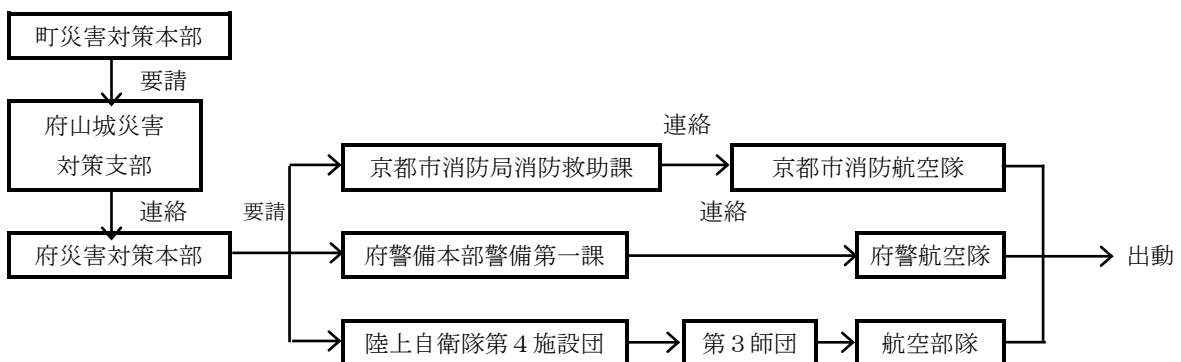 町災害対策本部
要請
府山城災害
対策支部
連絡
京都市消防局消防救助課
京都市消防航空隊
連絡
要請
連絡
府災害対策本部
府警備本部警備第一課
府警航空隊
出動
陸上自衛隊第４施設団
第３師団
航空部隊